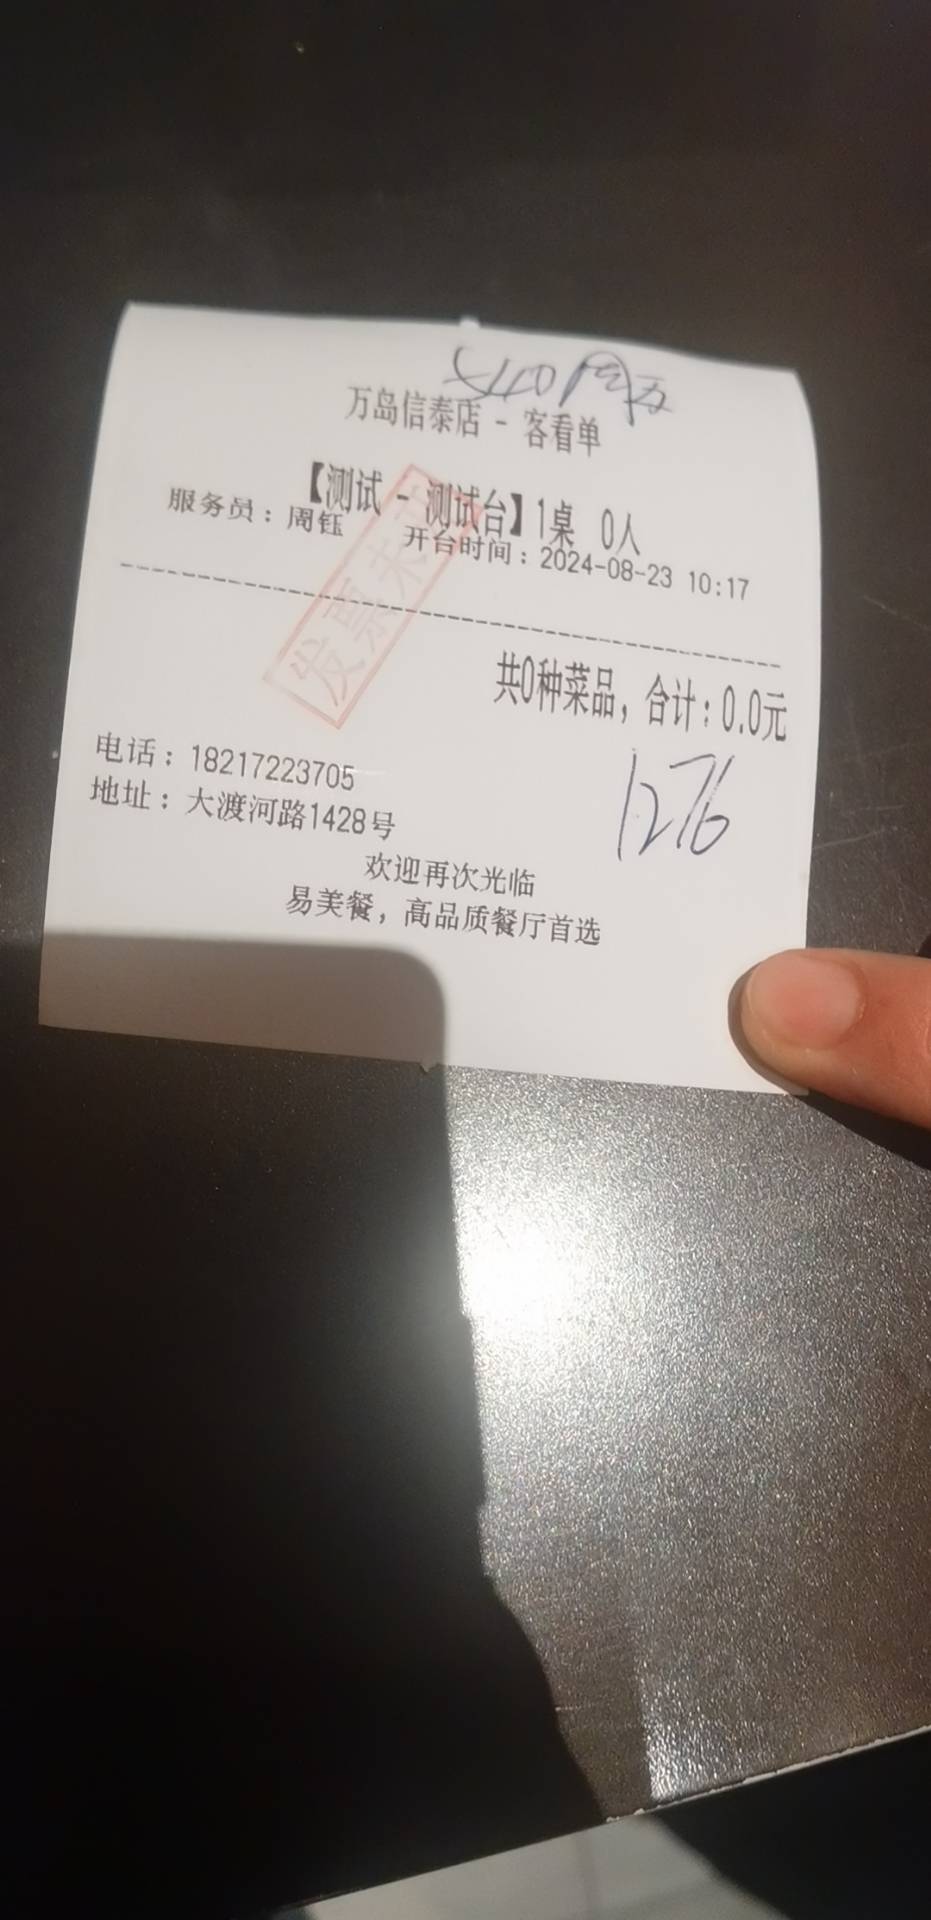 万岛信泰店 - 客看单
【测试 - 测试台】1桌 0人
服务员：周钰 开台时间：2024-08-23 10:17
发票未
共0种菜品，合计：0.0元
1276
电话：18217223705
地址：大渡河路1428号
欢迎再次光临
易美餐，高品质餐厅首选